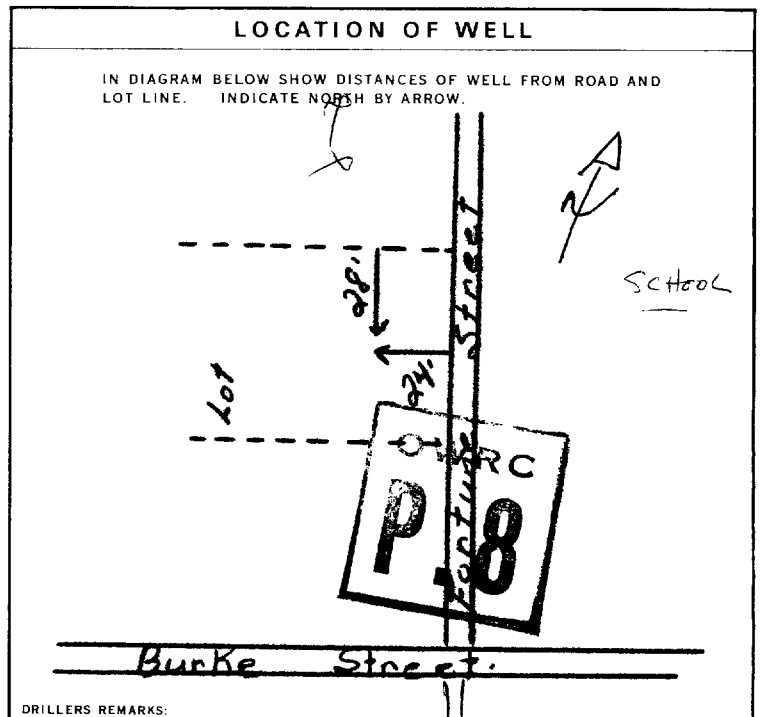 LOCATION OF WELL
IN DIAGRAM BELOW SHOW DISTANCES OF WELL FROM ROAD AND
LOT LINE. INDICATE NORTH BY ARROW.
N
SCHOOL
28'
24'
Lot
Fortune Street
OWRC
P.8
Burke Street.
DRILLERS REMARKS: